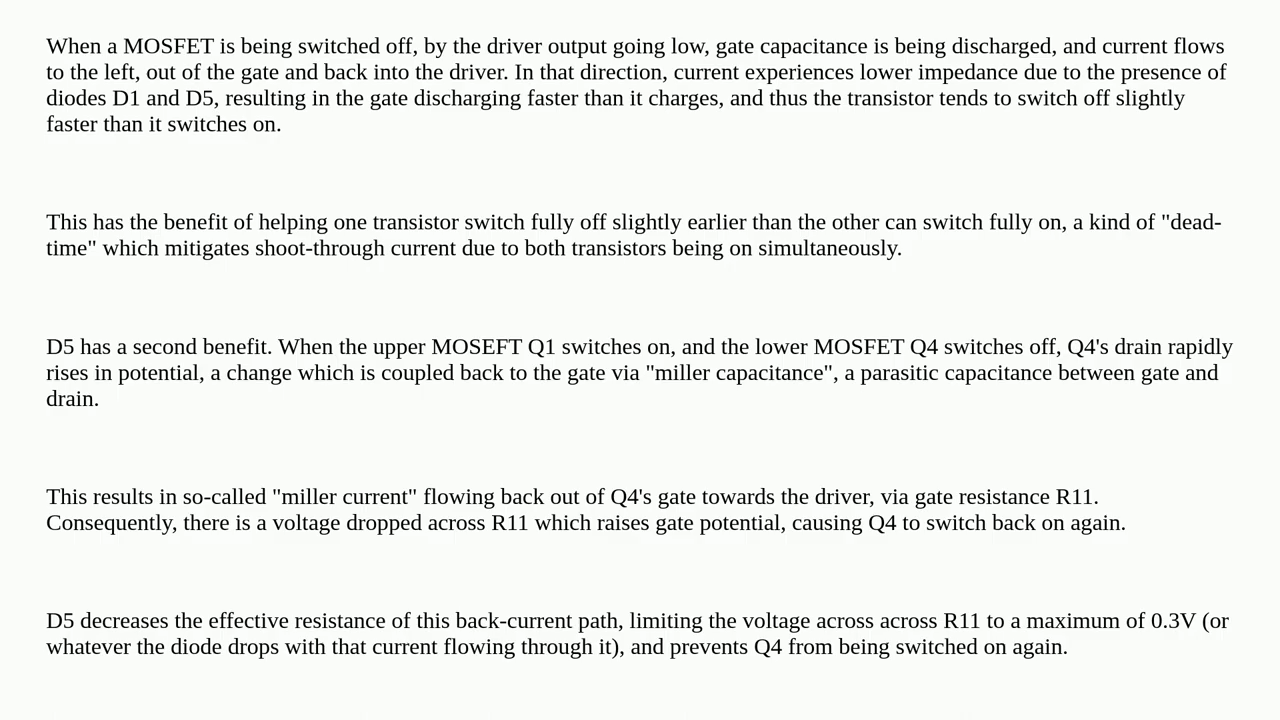 When a MOSFET is being switched off, by the driver output going low, gate capacitance is being discharged, and current flows
to the left, out of the gate and back into the driver. In that direction, current experiences lower impedance due to the presence of
diodes D1 and D5, resulting in the gate discharging faster than it charges, and thus the transistor tends to switch off slightly
faster than it switches on.
This has the benefit of helping one transistor switch fully off slightly earlier than the other can switch fully on, a kind of "dead-
time" which mitigates shoot-through current due to both transistors being on simultaneously.
D5 has a second benefit. When the upper MOSEFT Q1 switches on, and the lower MOSFET Q4 switches off, Q4's drain rapidly
rises in potential, a change which is coupled back to the gate via "miller capacitance", a parasitic capacitance between gate and
drain.
This results in so-called "miller current" flowing back out of Q4's gate towards the driver, via gate resistance R11.
Consequently, there is a voltage dropped across R11 which raises gate potential, causing Q4 to switch back on again.
D5 decreases the effective resistance of this back-current path, limiting the voltage across across R11 to a maximum of 0.3V (or
whatever the diode drops with that current flowing through it), and prevents Q4 from being switched on again.